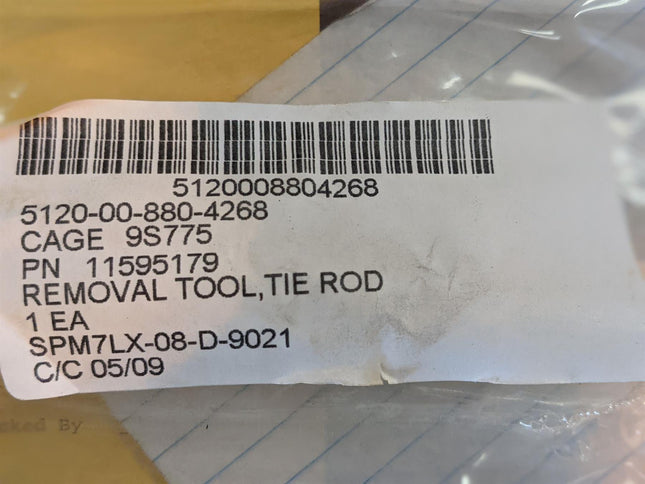 5120008804268
5120-00-880-4268
CAGE 9S775
PN 11595179
REMOVAL TOOL,TIE ROD
1 EA
SPM7LX-08-D-9021
C/C 05/09
By